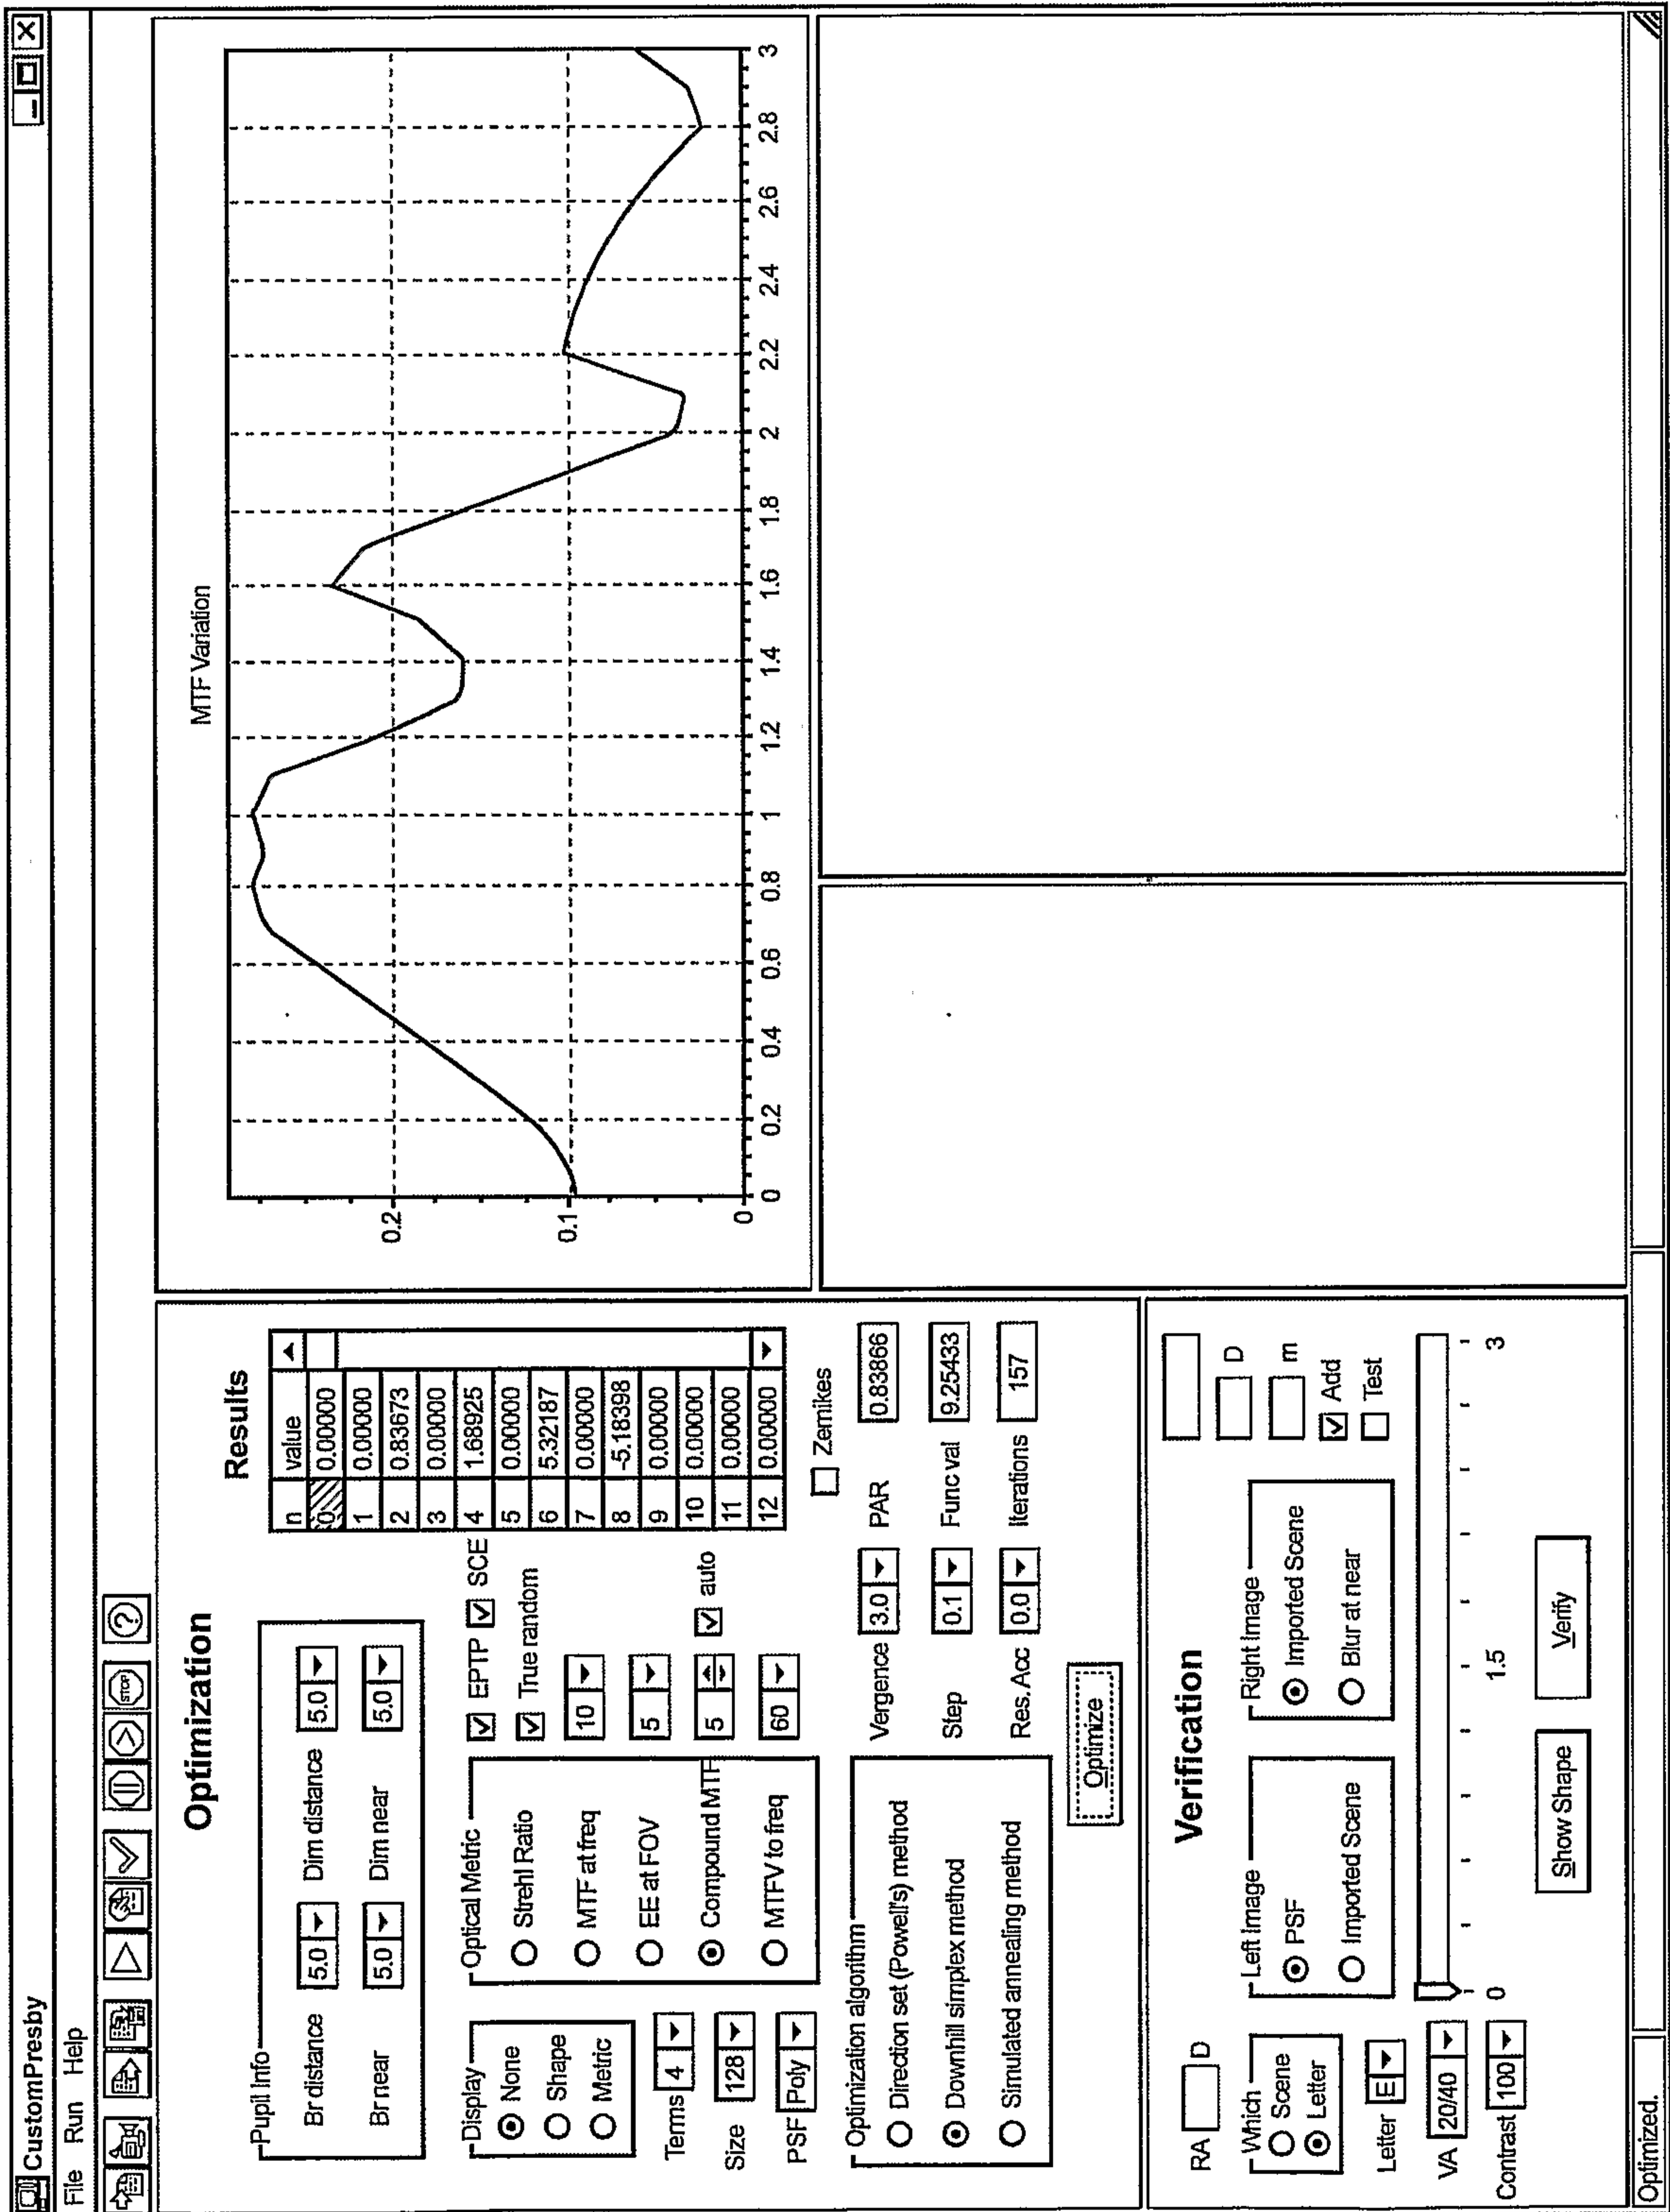 CustomPresby
File Run Help
STOP ?
Optimization
Pupil Info
Br distance 5.0 Dim distance 5.0
Br near 5.0 Dim near 5.0
Display
None
Shape
Metric
Terms 4
Size 128
PSF Poly
Optical Metric
Strehl Ratio
MTF at freq
EE at FOV
Compound MTF
MTFV to freq
EPTP SCE
True random
10
5
5 auto
60
Results
n value
0 0.00000
1 0.00000
2 0.83673
3 0.00000
4 1.68925
5 0.00000
6 5.32187
7 0.00000
8 -5.18398
9 0.00000
10 0.00000
11 0.00000
12 0.00000
Zernikes
Optimization algorithm
Direction set (Powell's) method
Downhill simplex method
Simulated annealing method
Vergence 3.0 PAR 0.83866
Step 0.1 Func val 9.25433
Res. Acc 0.0 Iterations 157
Optimize
MTF Variation
0.2
0.1
0
0 0.2 0.4 0.6 0.8 1 1.2 1.4 1.6 1.8 2 2.2 2.4 2.6 2.8 3
Verification
RA D
Which
Scene
Letter
Letter E
VA 20/40
Contrast 100
Left Image
PSF
Imported Scene
Right Image
Imported Scene
Blur at near
D
m
Add
Test
0 1.5 3
Show Shape Verify
Optimized.